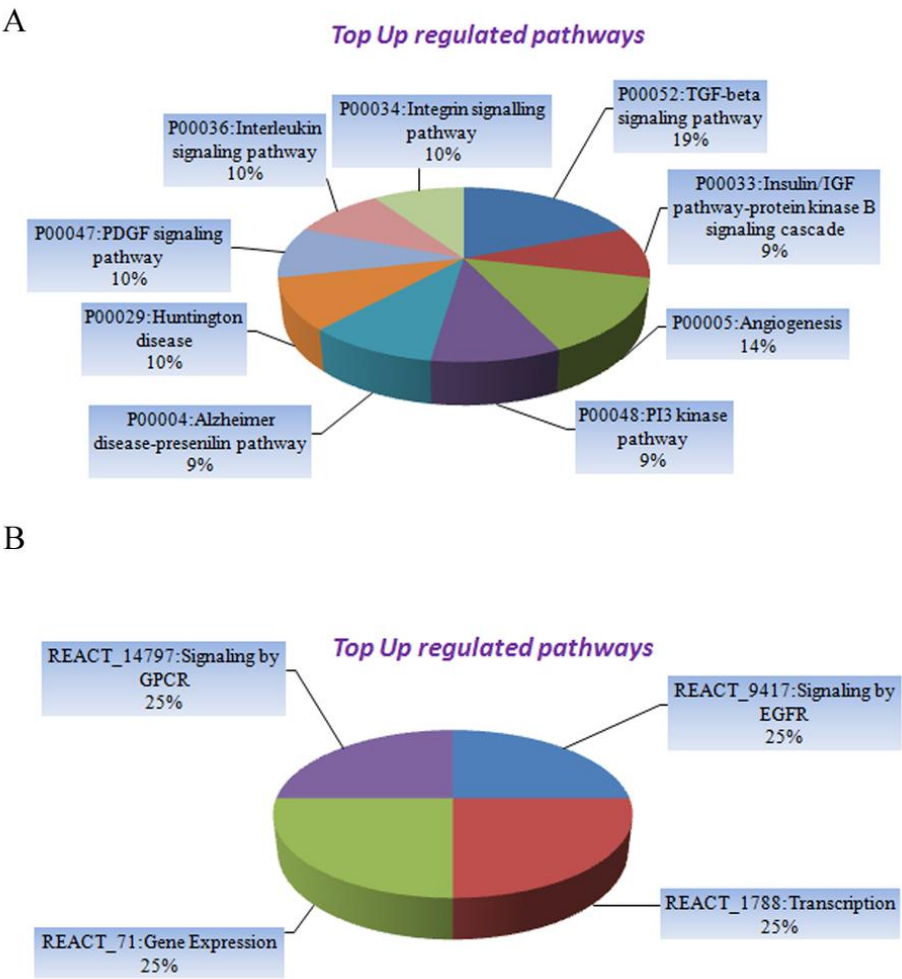 A
Top Up regulated pathways
P00034:Integrin signalling
pathway
10%
P00052:TGF-beta
signaling pathway
19%
P00036:Interleukin
signaling pathway
10%
P00033:Insulin/IGF
pathway-protein kinase B
signaling cascade
9%
P00047:PDGF signaling
pathway
10%
P00029:Huntington
disease
10%
P00005:Angiogenesis
14%
P00004:Alzheimer
disease-presenilin pathway
9%
P00048:PI3 kinase
pathway
9%
B
Top Up regulated pathways
REACT_14797:Signaling by
GPCR
25%
REACT_9417:Signaling by
EGFR
25%
REACT_71:Gene Expression
25%
REACT_1788:Transcription
25%